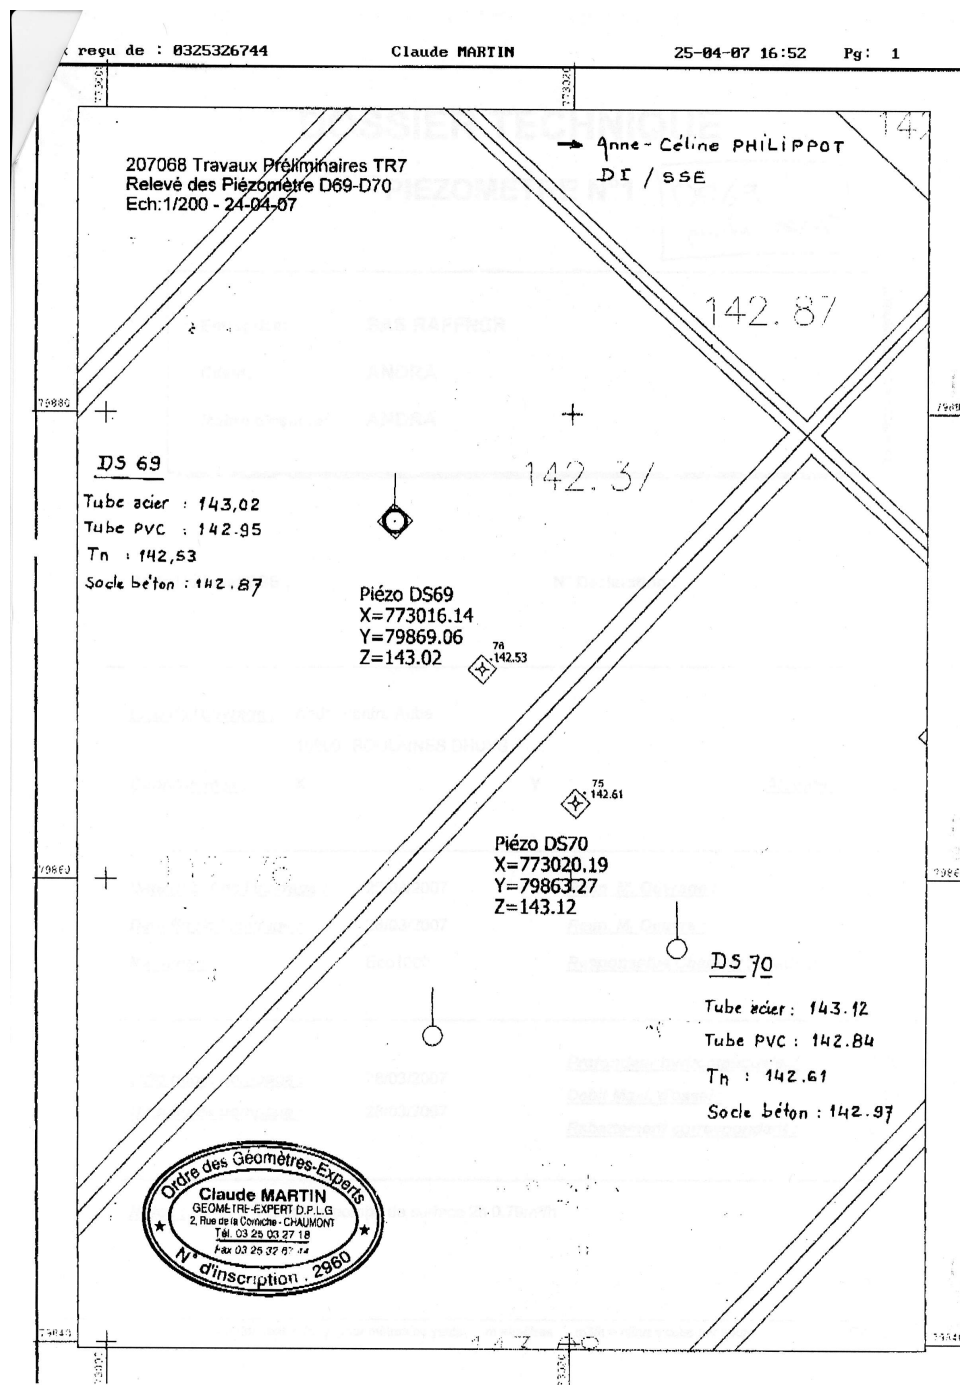 reçu de : 0325326744 Claude MARTIN 25-04-07 16:52 Pg: 1
773020
207068 Travaux Préliminaires TR7
Relevé des Piézomètre D69-D70
Ech:1/200 - 24-04-07
→ Anne-Céline PHILIPPOT
DI / SSE
142.87
79880
DS 69
Tube acier : 143,02
Tube PVC : 142.95
Tn : 142,53
Socle béton : 142.87
Piézo DS69
X=773016.14
Y=79869.06
Z=143.02
76
142.53
75
142.61
Piézo DS70
X=773020.19
Y=79863.27
Z=143.12
79860
DS 70
Tube acier : 143.12
Tube PVC : 142.84
Tn : 142.61
Socle béton : 142.97
Ordre des Géomètres-Experts
Claude MARTIN
GEOMETRE-EXPERT D.P.L.G
2, Rue de la Corniche - CHAUMONT
Tél. 03 25 03 27 18
Fax 03 25 32 67 44
N° d'inscription . 2960
79840